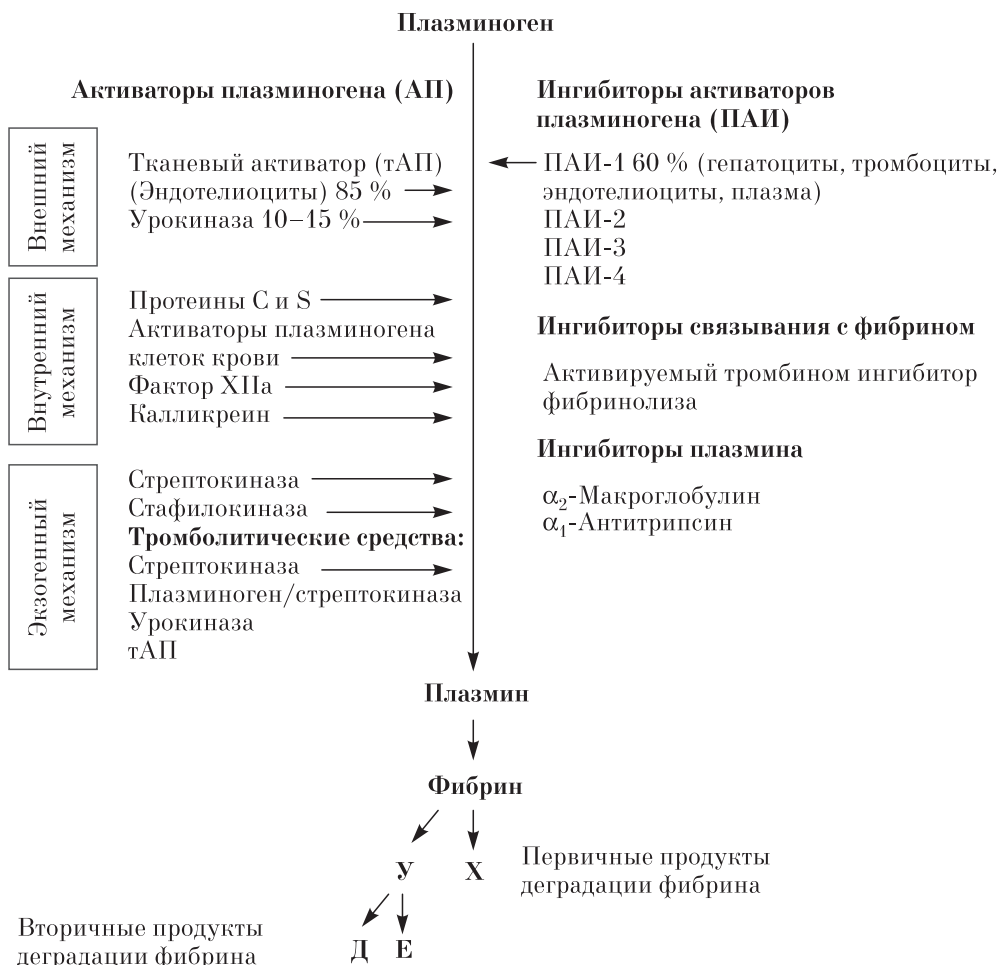 Плазминоген
Активаторы плазминогена (АП)
Внешний
механизм
Тканевый активатор (тАП)
(Эндотелиоциты) 85 %
Урокиназа 10–15 %
Внутренний
механизм
Протеины С и S
Активаторы плазминогена
клеток крови
Фактор XIIa
Калликреин
Экзогенный
механизм
Стрептокиназа
Стафилокиназа
Тромболитические средства:
Стрептокиназа
Плазминоген/стрептокиназа
Урокиназа
тАП
Ингибиторы активаторов
плазминогена (ПАИ)
ПАИ-1 60 % (гепатоциты, тромбоциты,
эндотелиоциты, плазма)
ПАИ-2
ПАИ-3
ПАИ-4
Ингибиторы связывания с фибрином
Активируемый тромбином ингибитор
фибринолиза
Ингибиторы плазмина
α₂-Макроглобулин
α₁-Антитрипсин
Плазмин
Фибрин
У Х
Первичные продукты
деградации фибрина
Вторичные продукты
деградации фибрина
Д Е